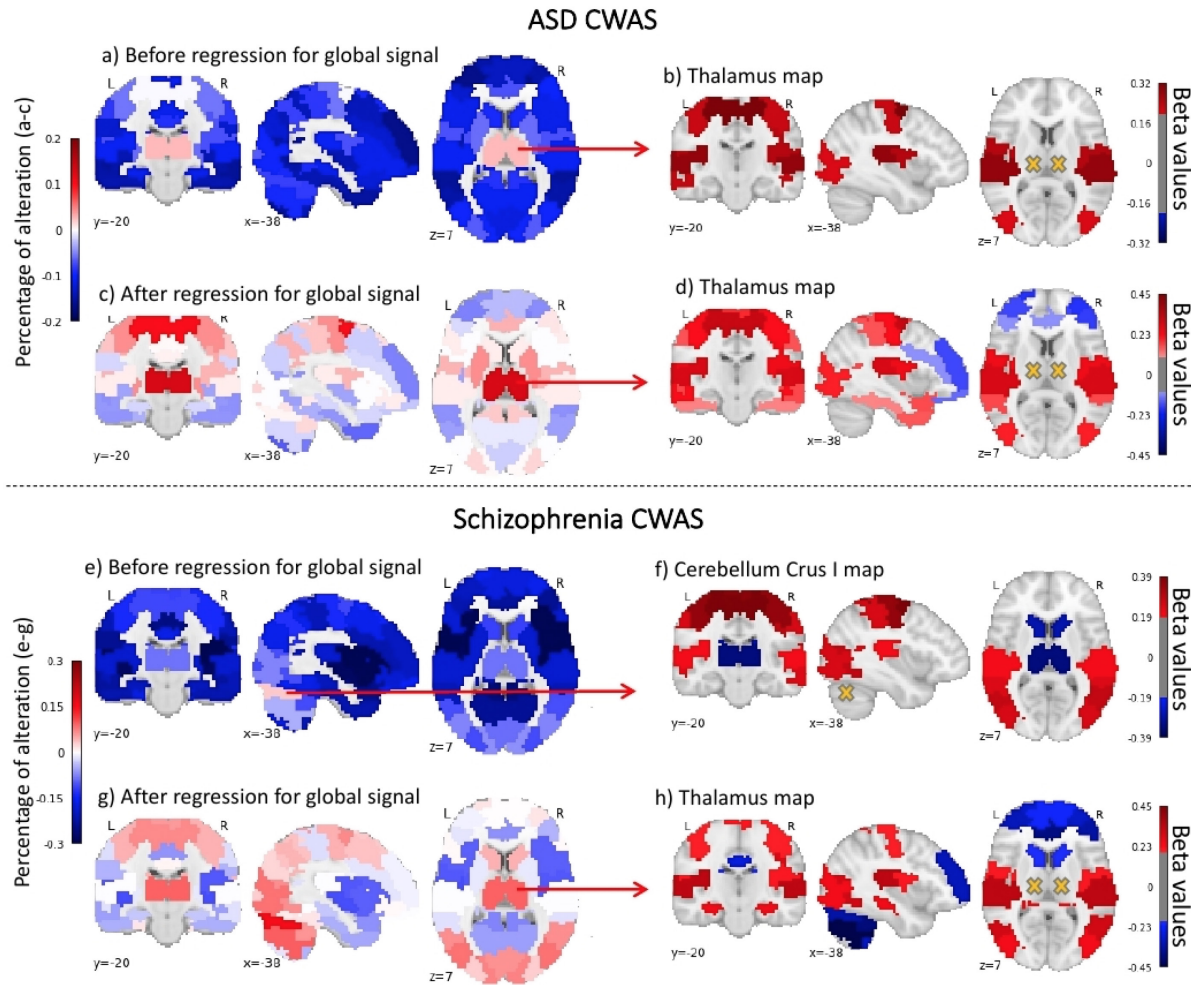 ASD CWAS
a) Before regression for global signal
L
R
y=-20
x=-38
z=7
b) Thalamus map
L
R
y=-20
x=-38
z=7
0.32
0.16
0
-0.16
-0.32
Beta values
Percentage of alteration (a-c)
0.2
0.1
0
-0.1
-0.2
c) After regression for global signal
L
R
y=-20
x=-38
z=7
d) Thalamus map
L
R
y=-20
x=-38
z=7
0.45
0.23
0
-0.23
-0.45
Beta values
Schizophrenia CWAS
e) Before regression for global signal
L
R
y=-20
x=-38
z=7
f) Cerebellum Crus I map
L
R
y=-20
x=-38
z=7
0.39
0.19
0
-0.19
-0.39
Beta values
Percentage of alteration (e-g)
0.3
0.15
0
-0.15
-0.3
g) After regression for global signal
L
R
y=-20
x=-38
z=7
h) Thalamus map
L
R
y=-20
x=-38
z=7
0.45
0.23
0
-0.23
-0.45
Beta values